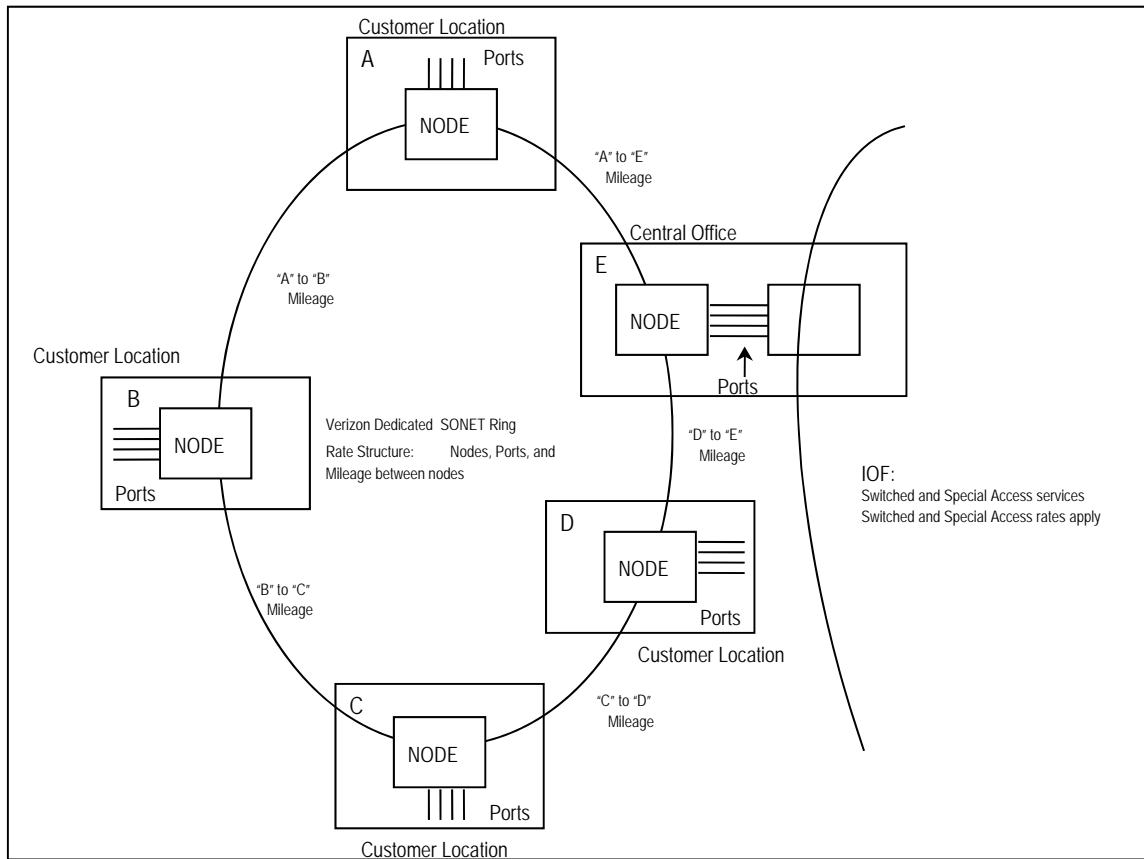 Customer Location
A
Ports
NODE
“A” to “E”
Mileage
Central Office
E
NODE
Ports
“A” to “B”
Mileage
Customer Location
B
NODE
Ports
Verizon Dedicated SONET Ring
Rate Structure: Nodes, Ports, and
Mileage between nodes
“D” to “E”
Mileage
IOF:
Switched and Special Access services
Switched and Special Access rates apply
D
NODE
Ports
Customer Location
“B” to “C”
Mileage
“C” to “D”
Mileage
C
NODE
Ports
Customer Location